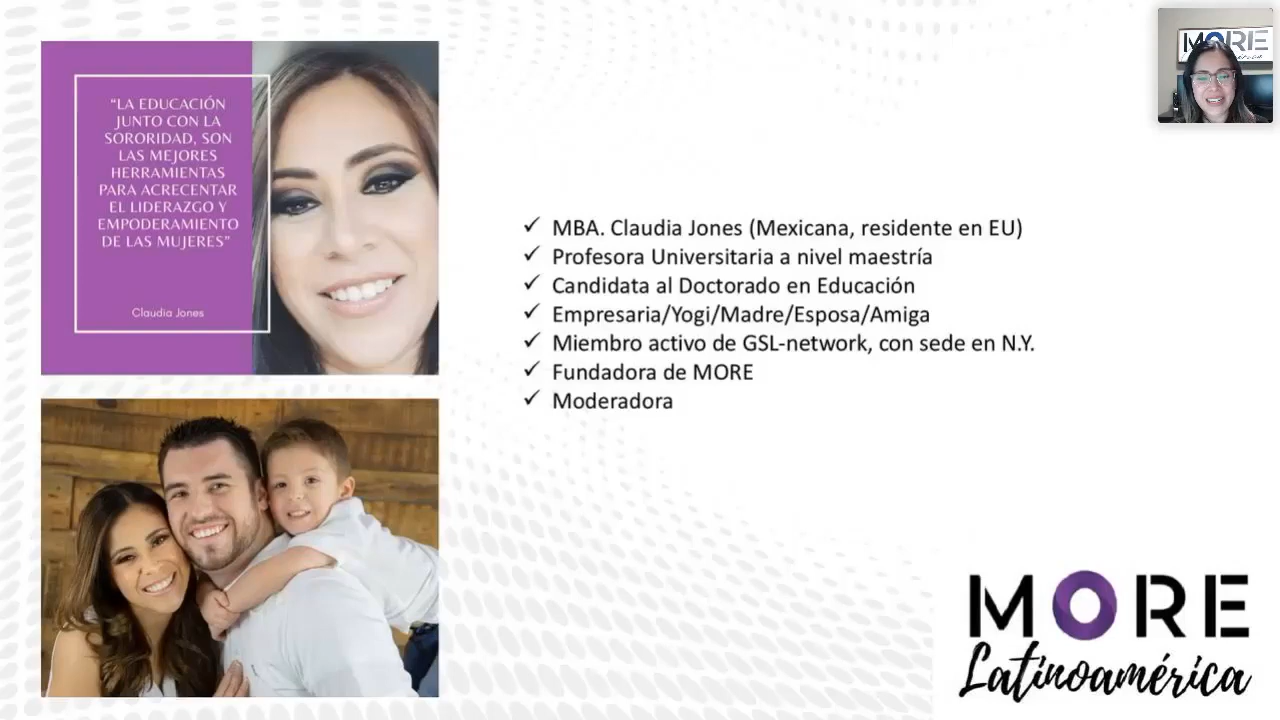 “LA EDUCACIÓN
JUNTO CON LA
SORORIDAD, SON
LAS MEJORES
HERRAMIENTAS
PARA ACRECENTAR
EL LIDERAZGO Y
EMPODERAMIENTO
DE LAS MUJERES”
Claudia Jones
✓ MBA. Claudia Jones (Mexicana, residente en EU)
✓ Profesora Universitaria a nivel maestría
✓ Candidata al Doctorado en Educación
✓ Empresaria/Yogi/Madre/Esposa/Amiga
✓ Miembro activo de GSL-network, con sede en N.Y.
✓ Fundadora de MORE
✓ Moderadora
MORE
MORE
Latinoamérica